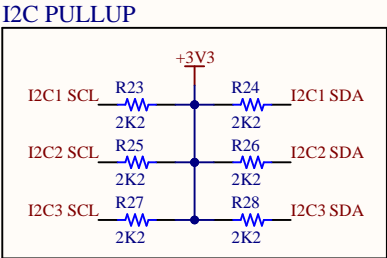 I2C PULLUP
+3V3
I2C1 SCL R23 2K2 R24 2K2 I2C1 SDA
I2C2 SCL R25 2K2 R26 2K2 I2C2 SDA
I2C3 SCL R27 2K2 R28 2K2 I2C3 SDA